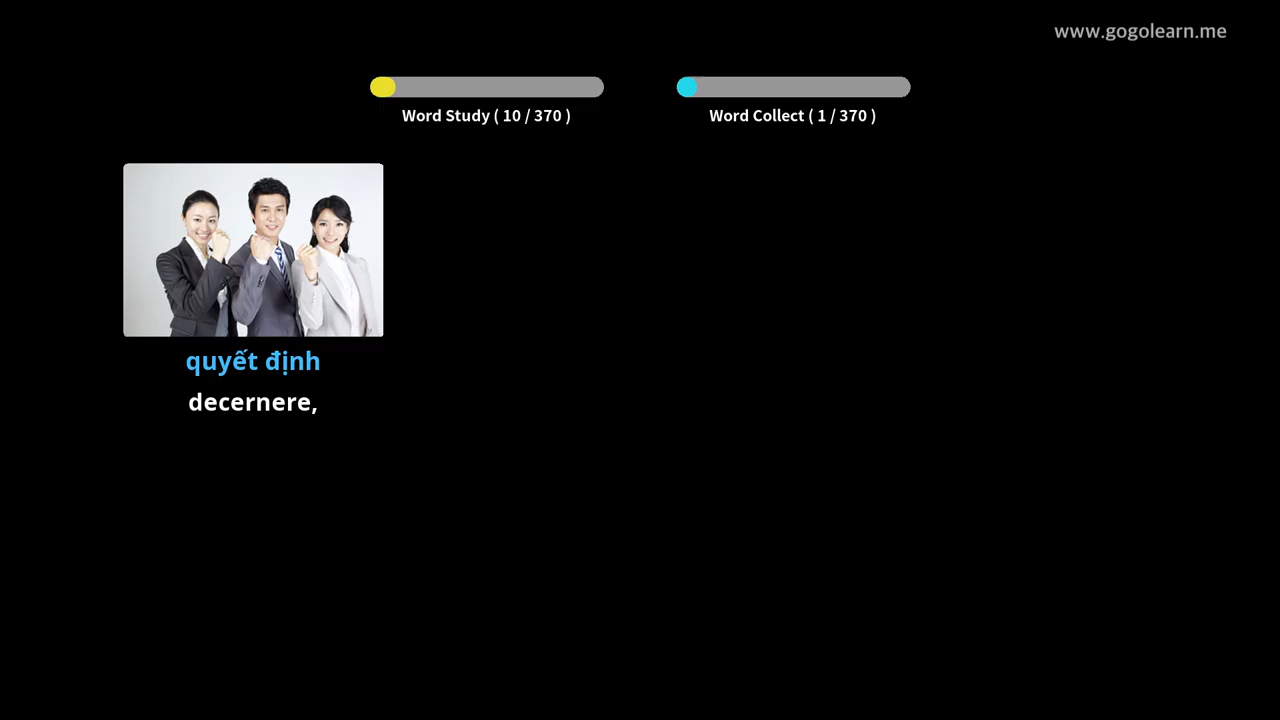 www.gogolearn.me
Word Study ( 10 / 370 )
Word Collect ( 1 / 370 )
quyết định
decernere,